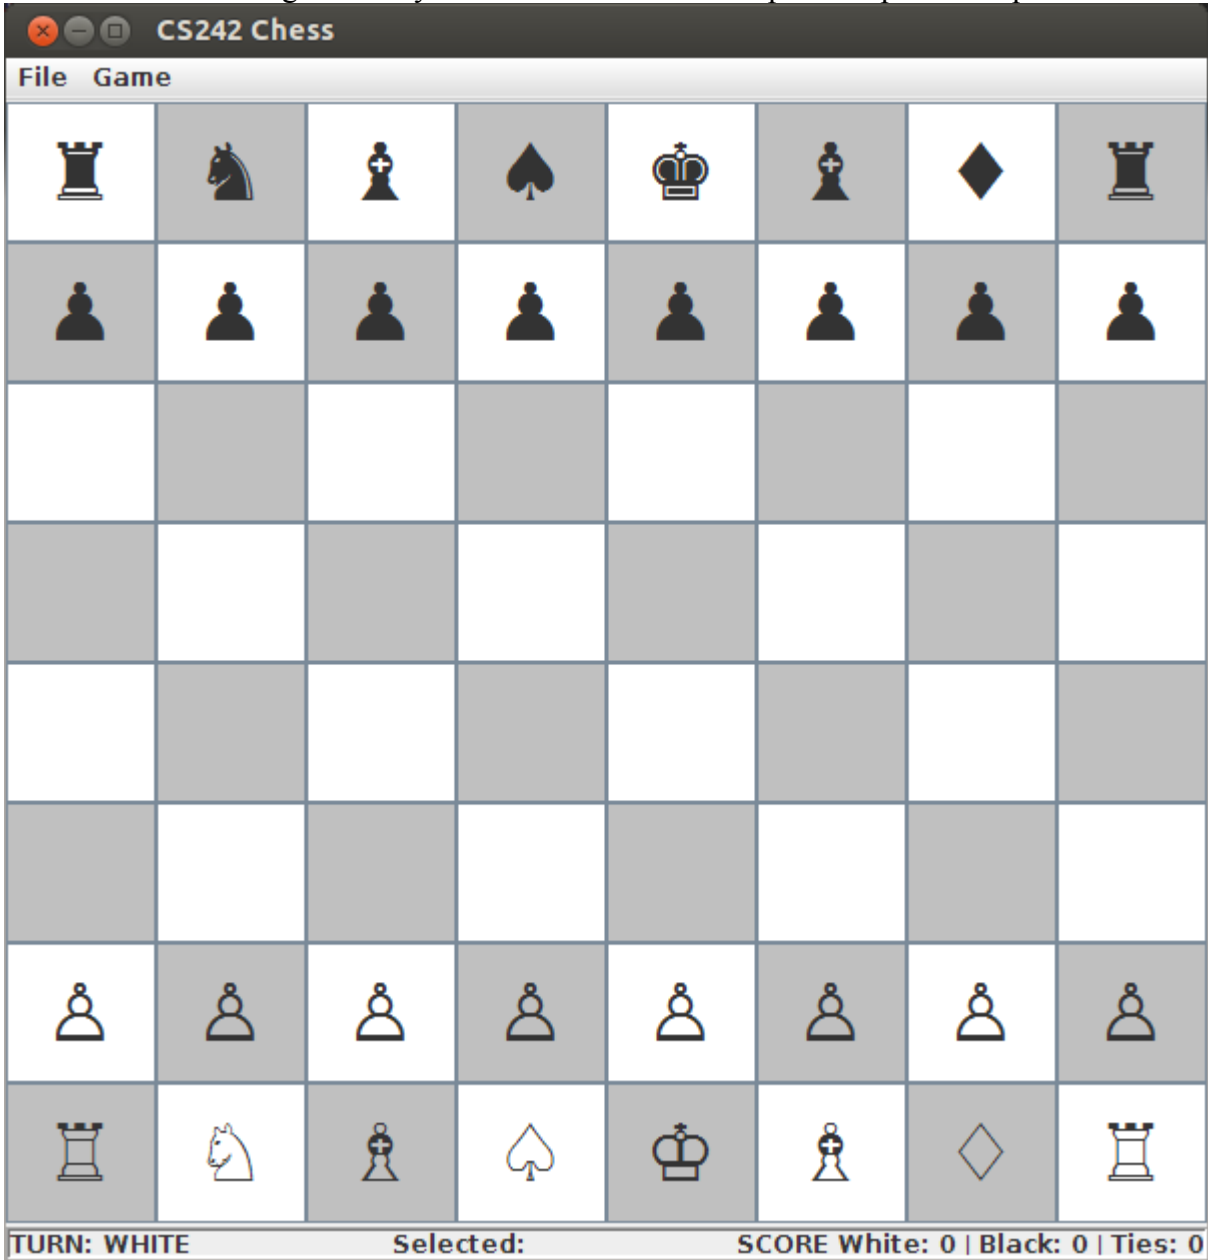 CS242 Chess
File Game
TURN: WHITE Selected: SCORE White: 0 | Black: 0 | Ties: 0